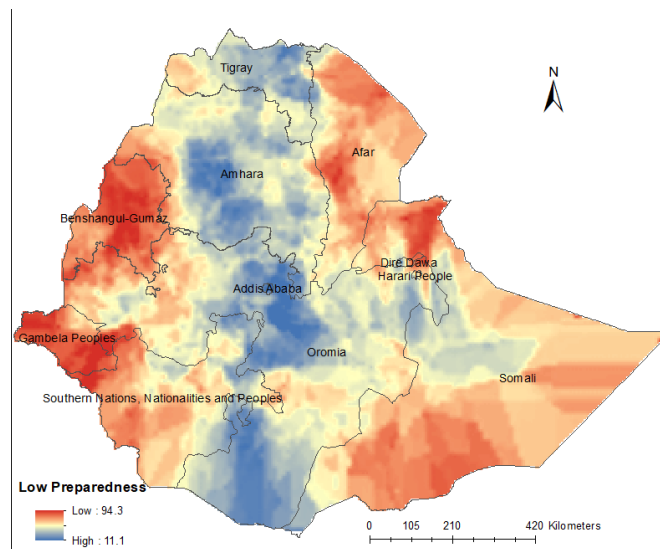 Tigray
N
Afar
Amhara
Benshangul-Gumaz
Dire Dawa
Harari People
Addis Ababa
Gambela Peoples
Oromia
Somali
Southern Nations, Nationalities and Peoples
Low Preparedness
Low : 94.3
High : 11.1
0 105 210 420 Kilometers